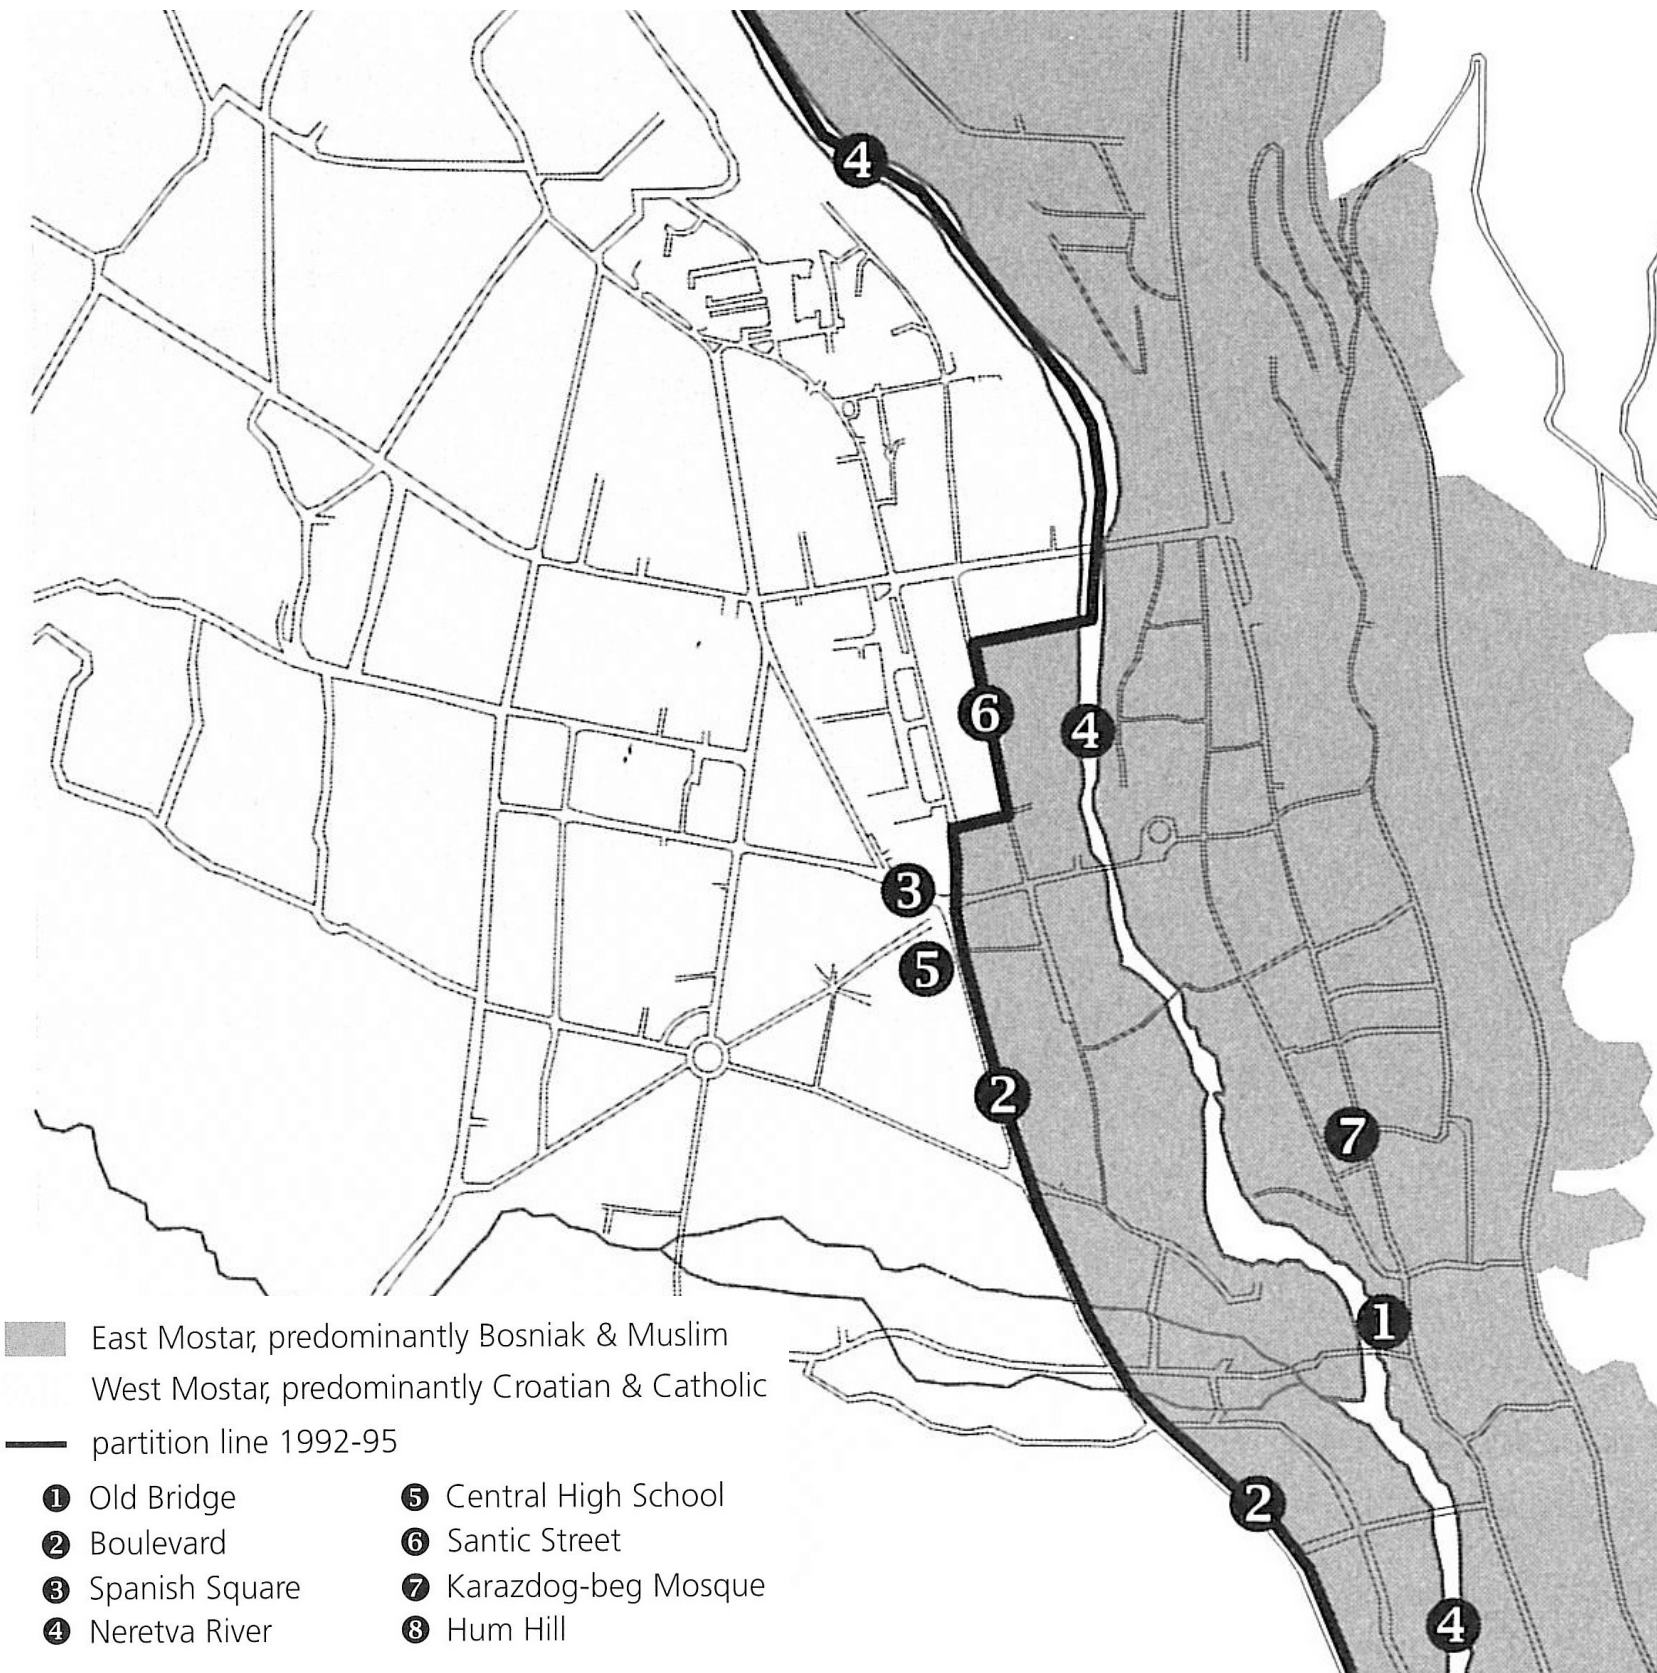 4
6
4
3
5
2
7
1
2
4
East Mostar, predominantly Bosniak & Muslim
West Mostar, predominantly Croatian & Catholic
partition line 1992-95
1 Old Bridge
2 Boulevard
3 Spanish Square
4 Neretva River
5 Central High School
6 Santic Street
7 Karazdog-beg Mosque
8 Hum Hill